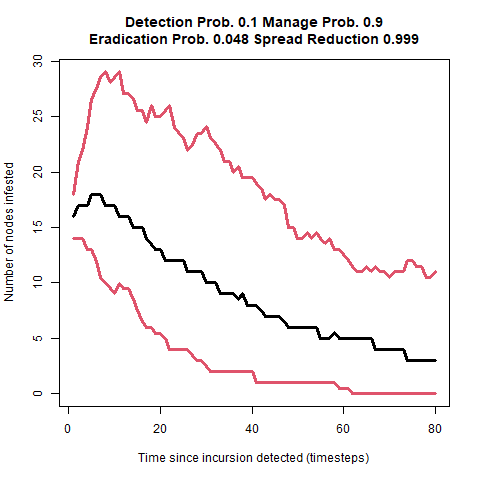 Detection Prob. 0.1 Manage Prob. 0.9
Eradication Prob. 0.048 Spread Reduction 0.999
Number of nodes infested
30
25
20
15
10
5
0
0 20 40 60 80
Time since incursion detected (timesteps)